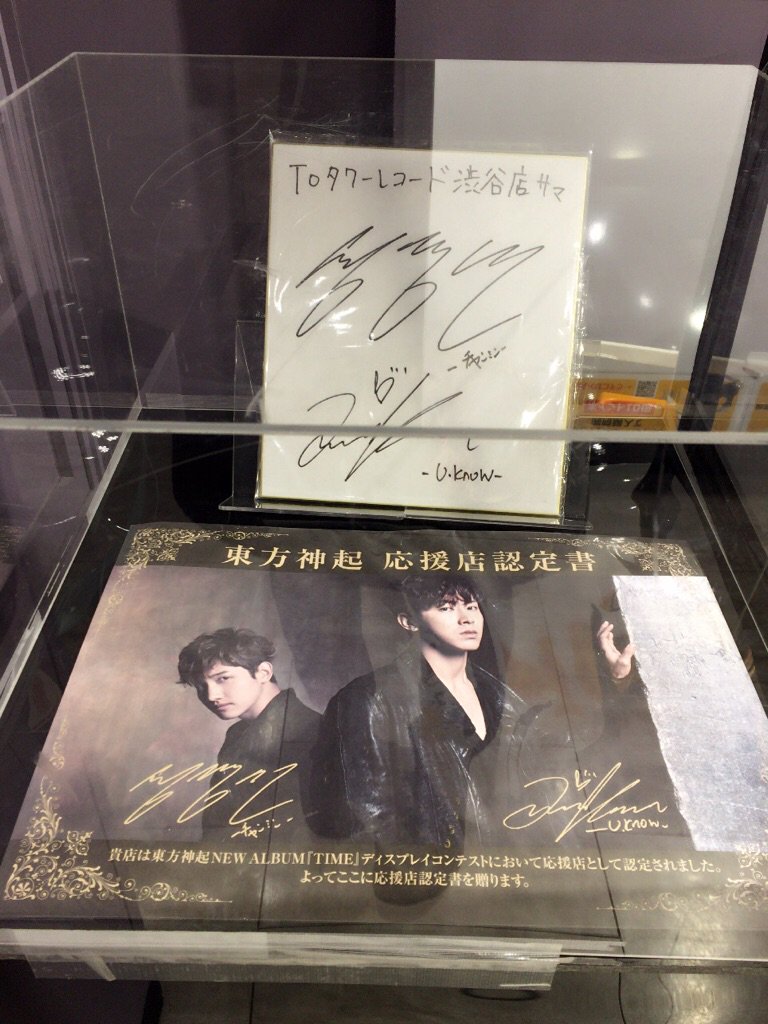 TO タワーレコード 渋谷店 サマ
-チャンミン-
-U.KNOW-
東方神起 応援店認定書
-チャンミン-
-U.KNOW-
貴店は東方神起NEW ALBUM『TIME』ディスプレイコンテストにおいて応援店として認定されました。
よってここに応援店認定書を贈ります。